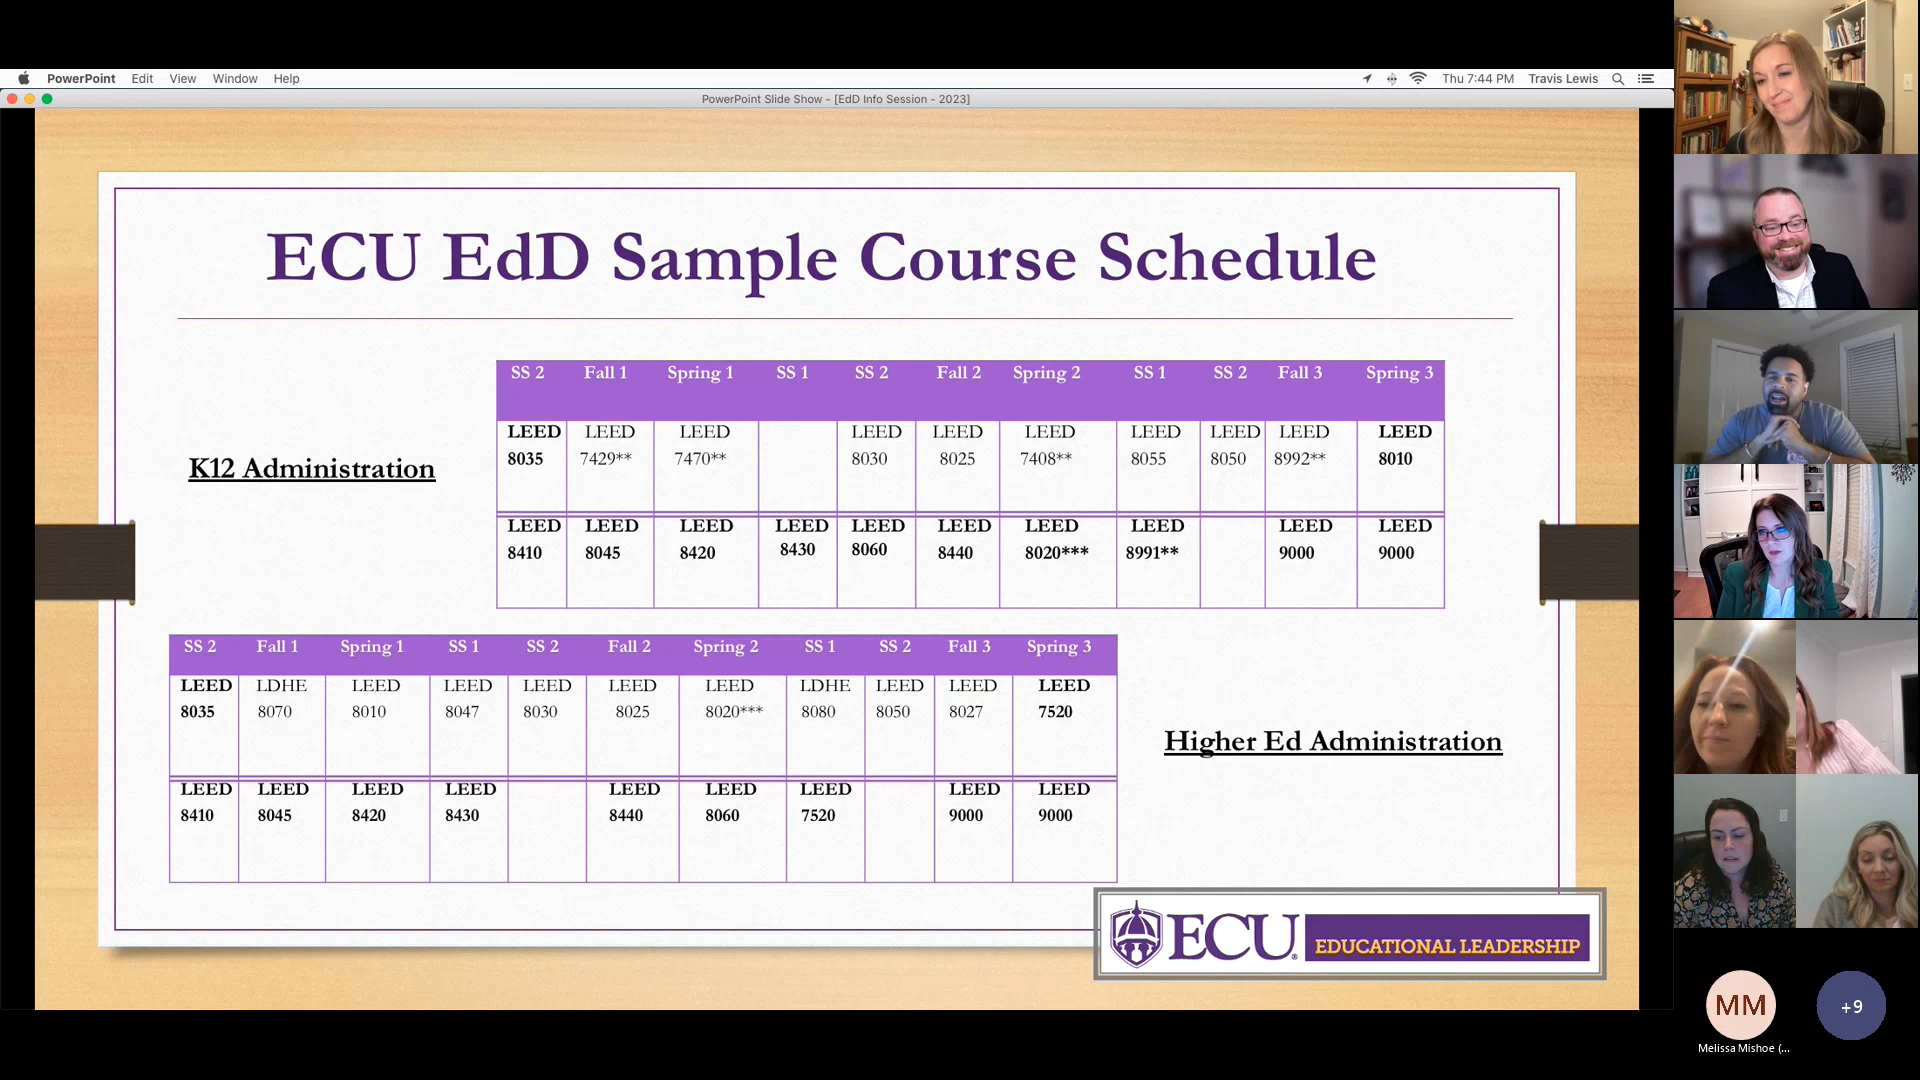 PowerPoint Edit View Window Help Thu 7:44 PM Travis Lewis
PowerPoint Slide Show - [EdD Info Session - 2023]
ECU EdD Sample Course Schedule
K12 Administration
SS 2 Fall 1 Spring 1 SS 1 SS 2 Fall 2 Spring 2 SS 1 SS 2 Fall 3 Spring 3
LEED LEED LEED LEED LEED LEED LEED LEED LEED LEED
8035 7429** 7470** 8030 8025 7408** 8055 8050 8992** 8010
LEED LEED LEED LEED LEED LEED LEED LEED LEED LEED
8410 8045 8420 8430 8060 8440 8020*** 8991** 9000 9000
SS 2 Fall 1 Spring 1 SS 1 SS 2 Fall 2 Spring 2 SS 1 SS 2 Fall 3 Spring 3
LEED LDHE LEED LEED LEED LEED LEED LDHE LEED LEED LEED
8035 8070 8010 8047 8030 8025 8020*** 8080 8050 8027 7520
LEED LEED LEED LEED LEED LEED LEED LEED LEED
8410 8045 8420 8430 8440 8060 7520 9000 9000
Higher Ed Administration
ECU® EDUCATIONAL LEADERSHIP
MM +9
Melissa Mishoe (...